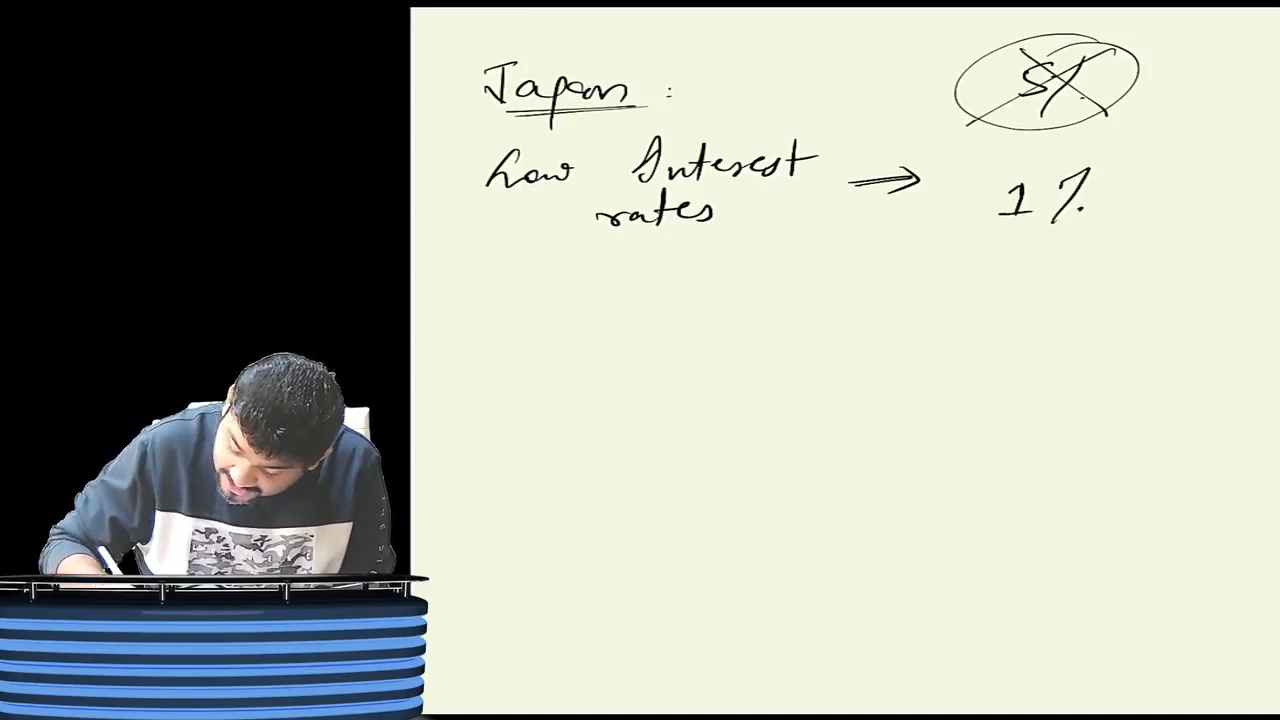 Japan :
5%
Low Interest → 1%
rates